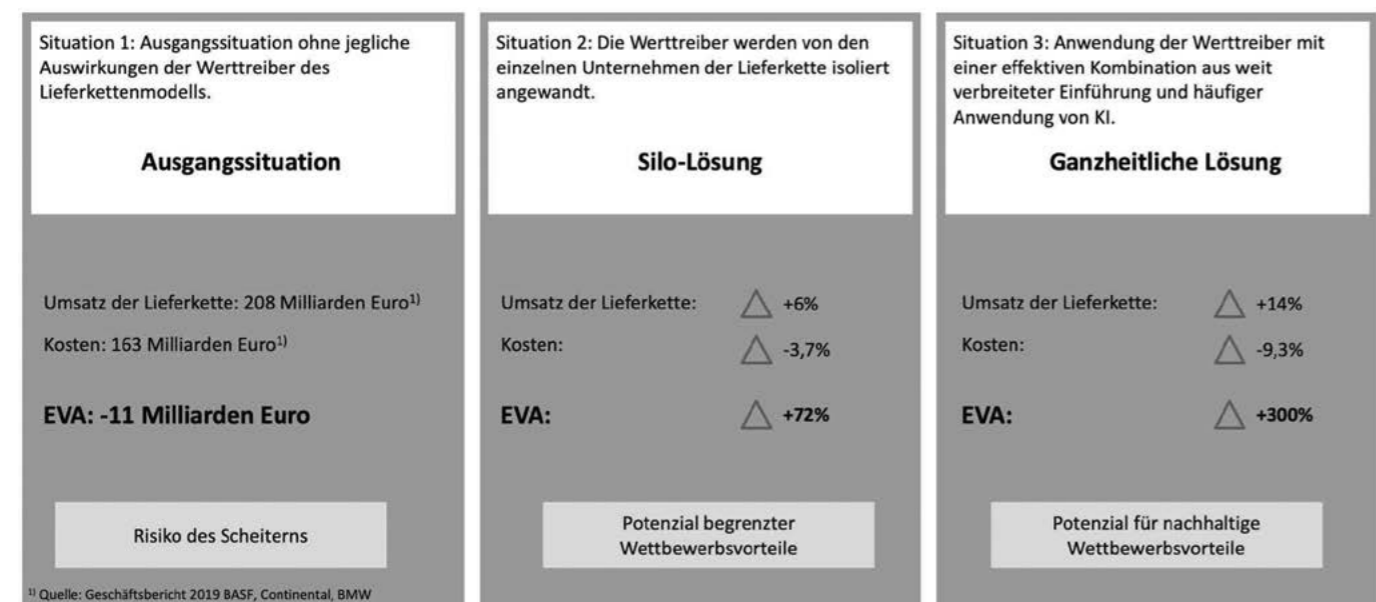 Situation 1: Ausgangssituation ohne jegliche
Auswirkungen der Werttreiber des
Lieferkettenmodells.
Ausgangssituation
Umsatz der Lieferkette: 208 Milliarden Euro¹⁾
Kosten: 163 Milliarden Euro¹⁾
EVA: -11 Milliarden Euro
Risiko des Scheiterns
¹⁾ Quelle: Geschäftsbericht 2019 BASF, Continental, BMW
Situation 2: Die Werttreiber werden von den
einzelnen Unternehmen der Lieferkette isoliert
angewandt.
Silo-Lösung
Umsatz der Lieferkette: △ +6%
Kosten: △ -3,7%
EVA: △ +72%
Potenzial begrenzter
Wettbewerbsvorteile
Situation 3: Anwendung der Werttreiber mit
einer effektiven Kombination aus weit
verbreiteter Einführung und häufiger
Anwendung von KI.
Ganzheitliche Lösung
Umsatz der Lieferkette: △ +14%
Kosten: △ -9,3%
EVA: △ +300%
Potenzial für nachhaltige
Wettbewerbsvorteile